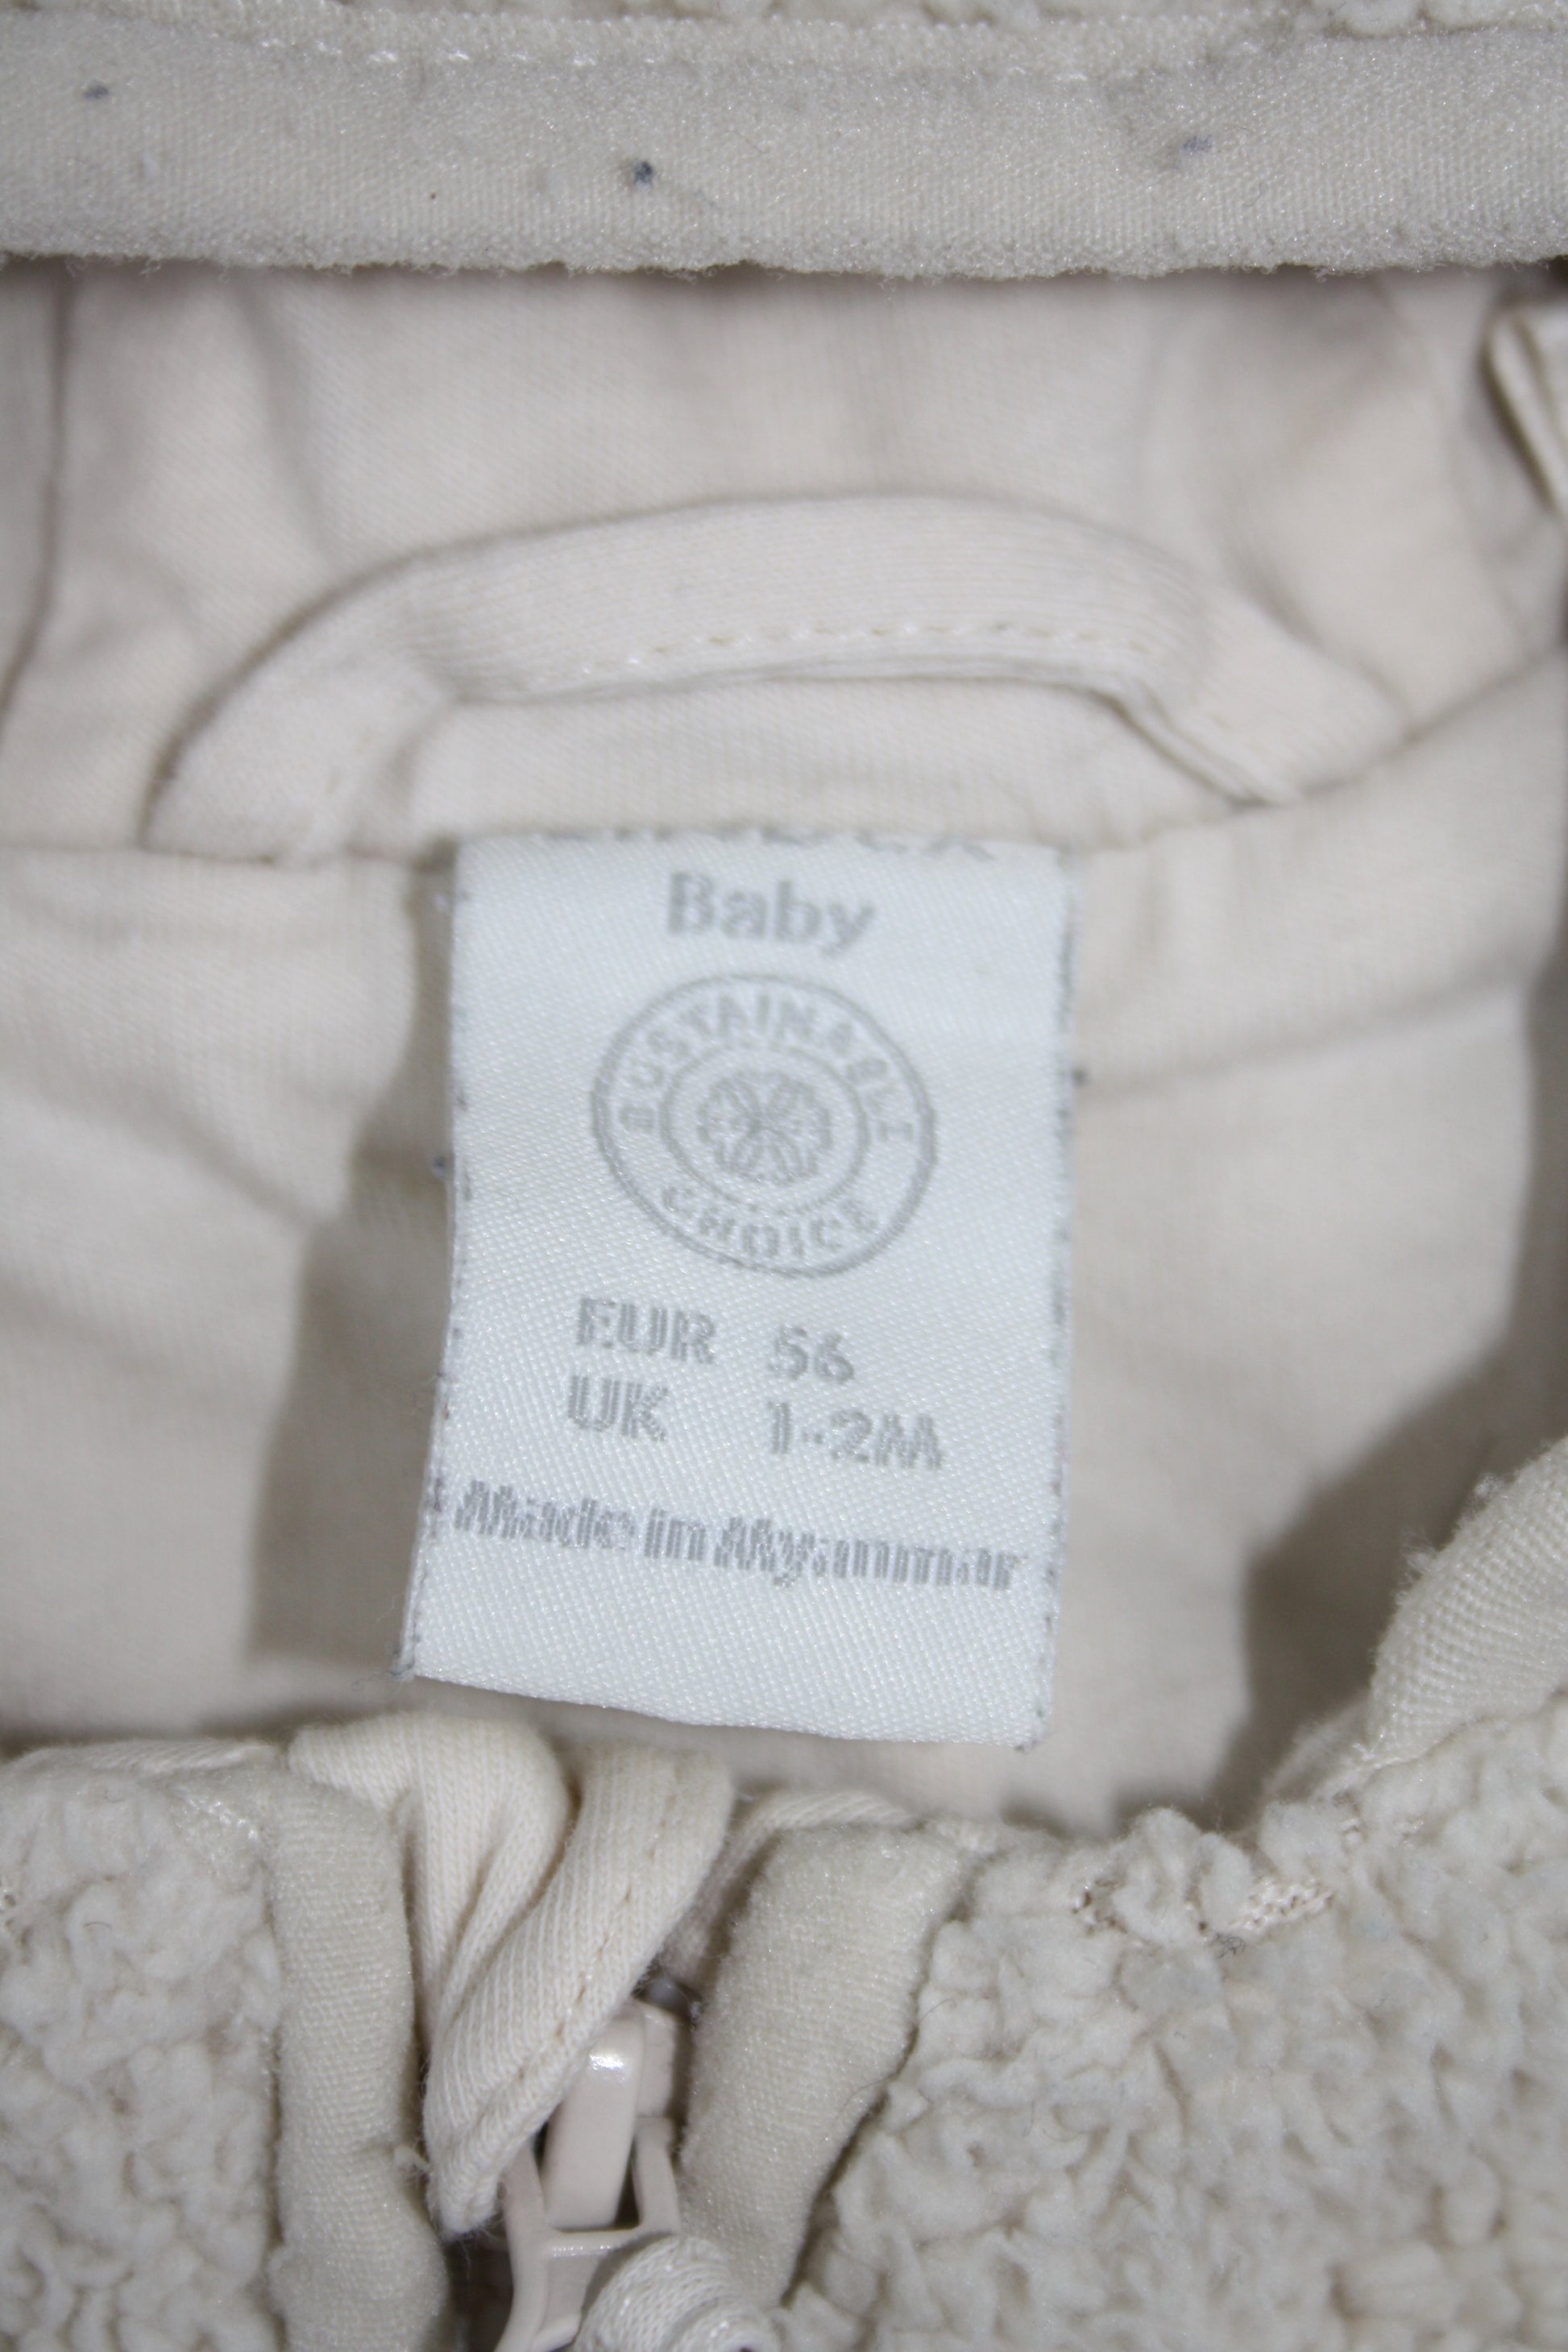 Baby
SUSTAINABLE
CHOICE
EUR 56
UK 1-2M
Made in Myanmar